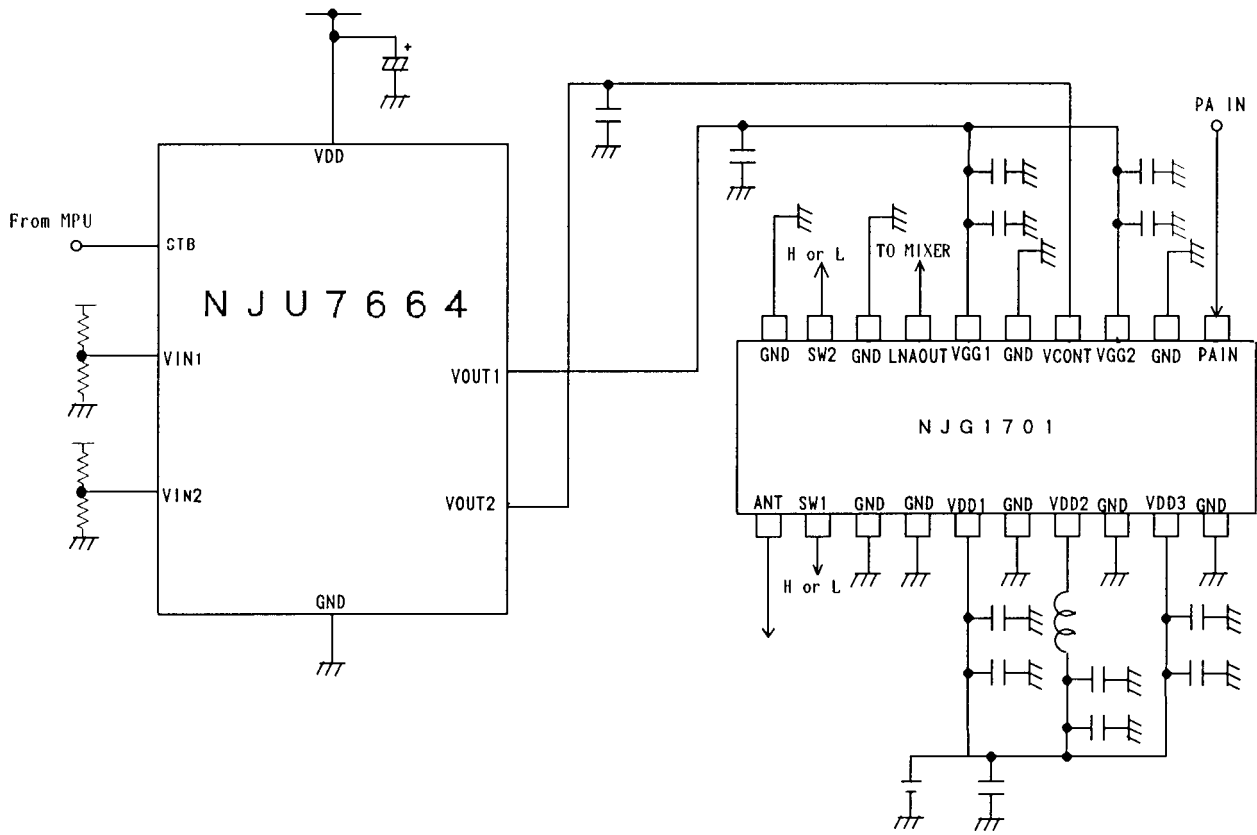 +
PA IN
VDD
From MPU
STB
H or L
TO MIXER
NJU7664
GND
SW2
GND
LNAOUT
VGG1
GND
VCONT
VGG2
GND
PAIN
VIN1
VOUT1
NJG1701
VIN2
VOUT2
ANT
SW1
GND
GND
VDD1
GND
VDD2
GND
VDD3
GND
H or L
GND